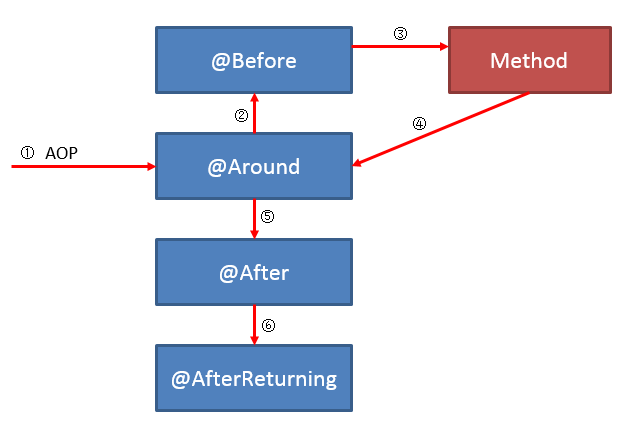 @Before
③
Method
②
④
① AOP
@Around
⑤
@After
⑥
@AfterReturning